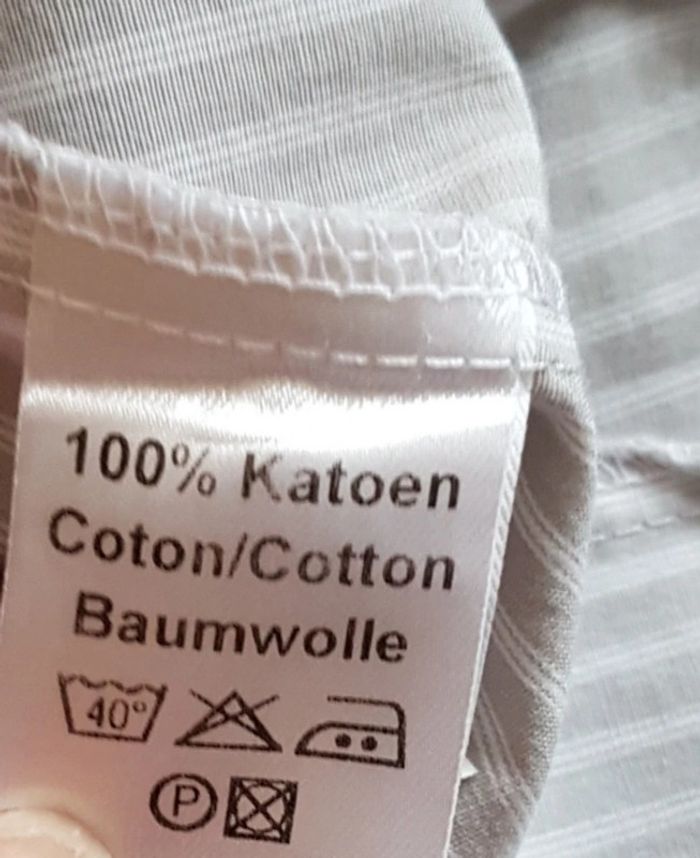 100% Katoen
Coton/Cotton
Baumwolle
40°
P